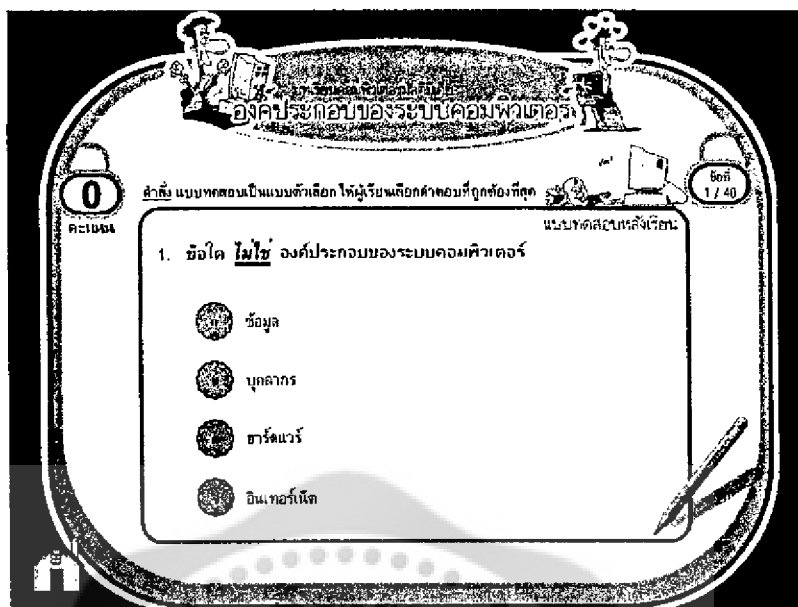 องค์ประกอบของระบบคอมพิวเตอร์
0
คะแนน
คำสั่ง แบบทดสอบเป็นแบบตัวเลือก ให้ผู้เรียนเลือกคำตอบที่ถูกต้องที่สุด
ข้อที่
1 / 40
แบบทดสอบหลังเรียน
1. ข้อใด ไม่ใช่ องค์ประกอบของระบบคอมพิวเตอร์
ข้อมูล
บุคลากร
ฮาร์ดแวร์
อินเทอร์เน็ต